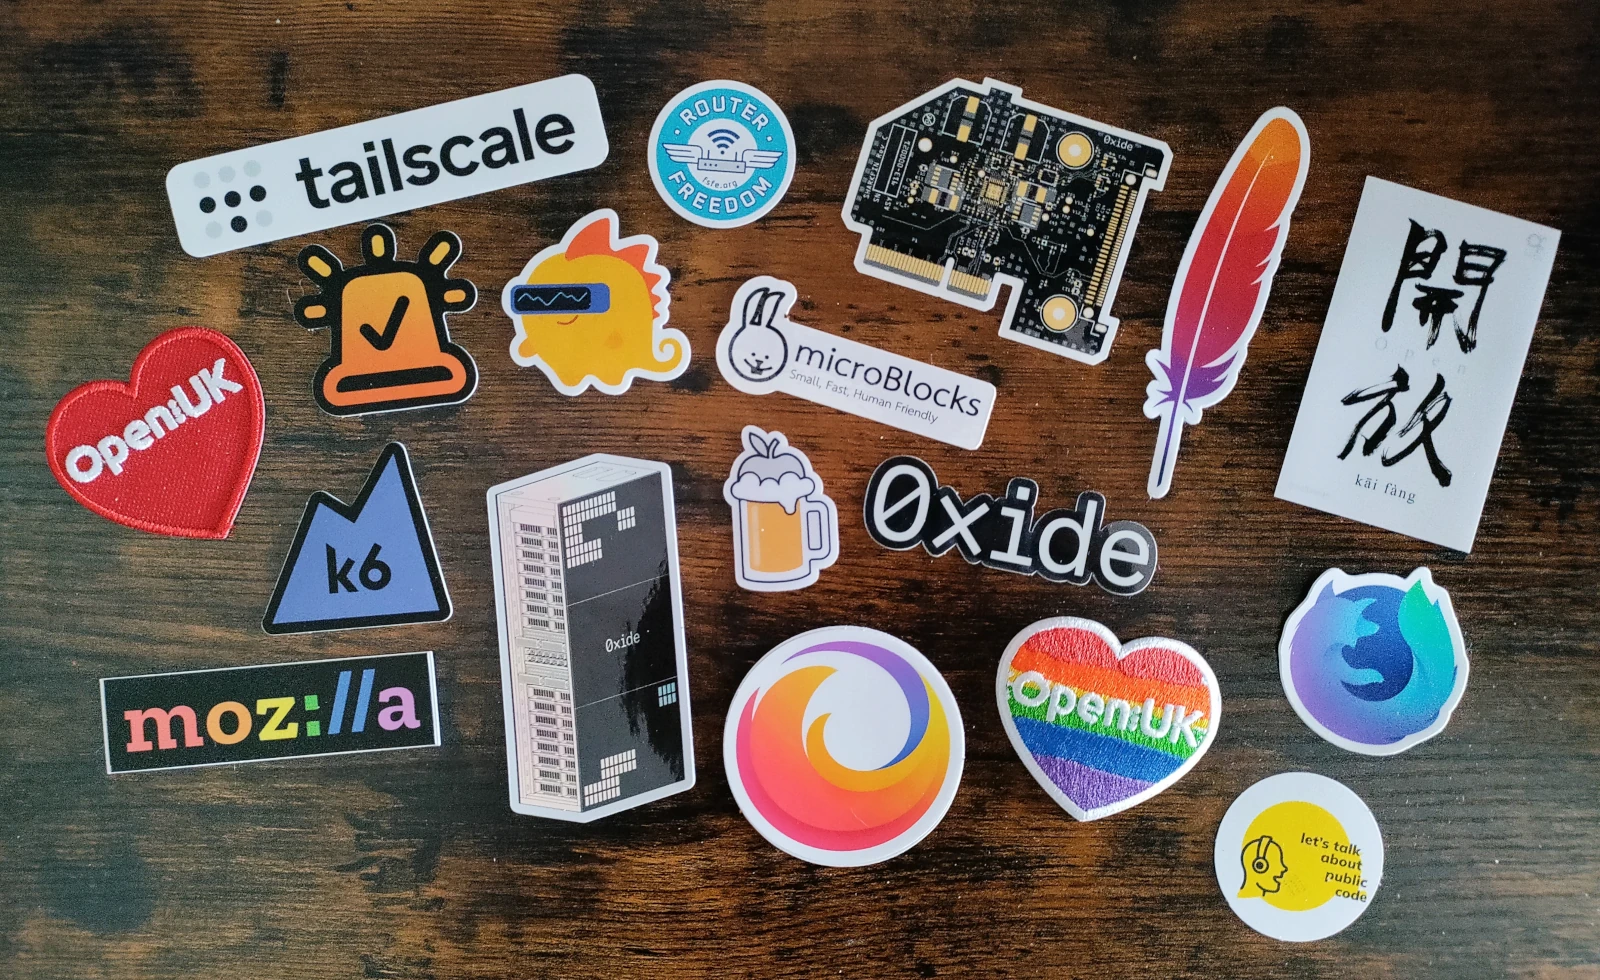 tailscale
ROUTER
FREEDOM
fsfe.org
0xide
開
放
Open
kāi fàng
microBlocks
Small, Fast, Human Friendly
Open:UK
k6
0xide
0xide
moz://a
Open:UK
let's talk
about
public
code